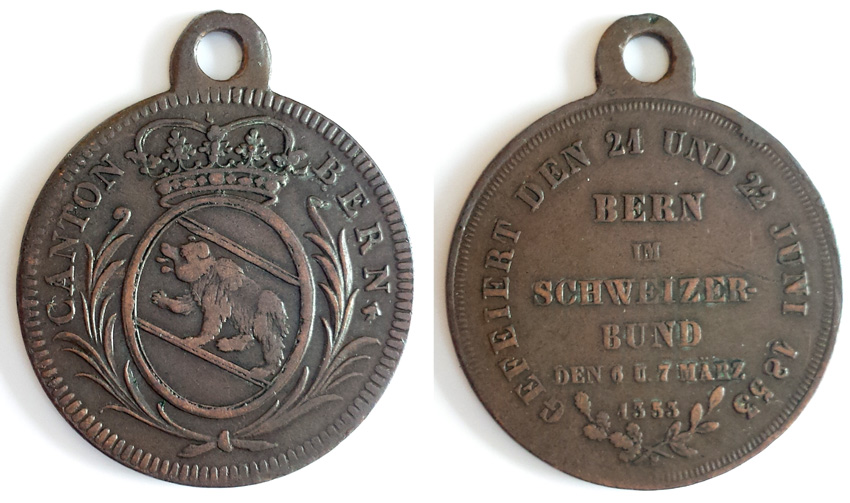 CANTON BERN
GEFEIERT DEN 21 UND 22 JUNI 1853
BERN
IM
SCHWEIZER-
BUND
DEN 6 U. 7 MÄRZ
1353